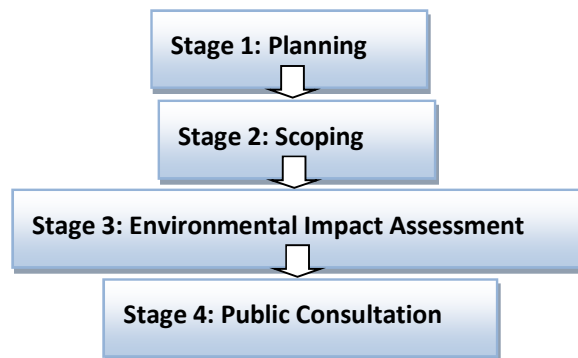 Stage 1: Planning
Stage 2: Scoping
Stage 3: Environmental Impact Assessment
Stage 4: Public Consultation